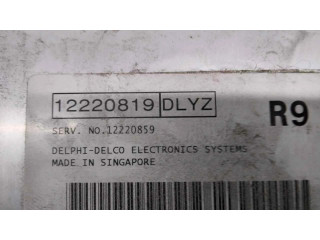 12220819 DLYZ
R9
SERV. NO.12220859
DELPHI-DELCO ELECTRONICS SYSTEMS
MADE IN SINGAPORE